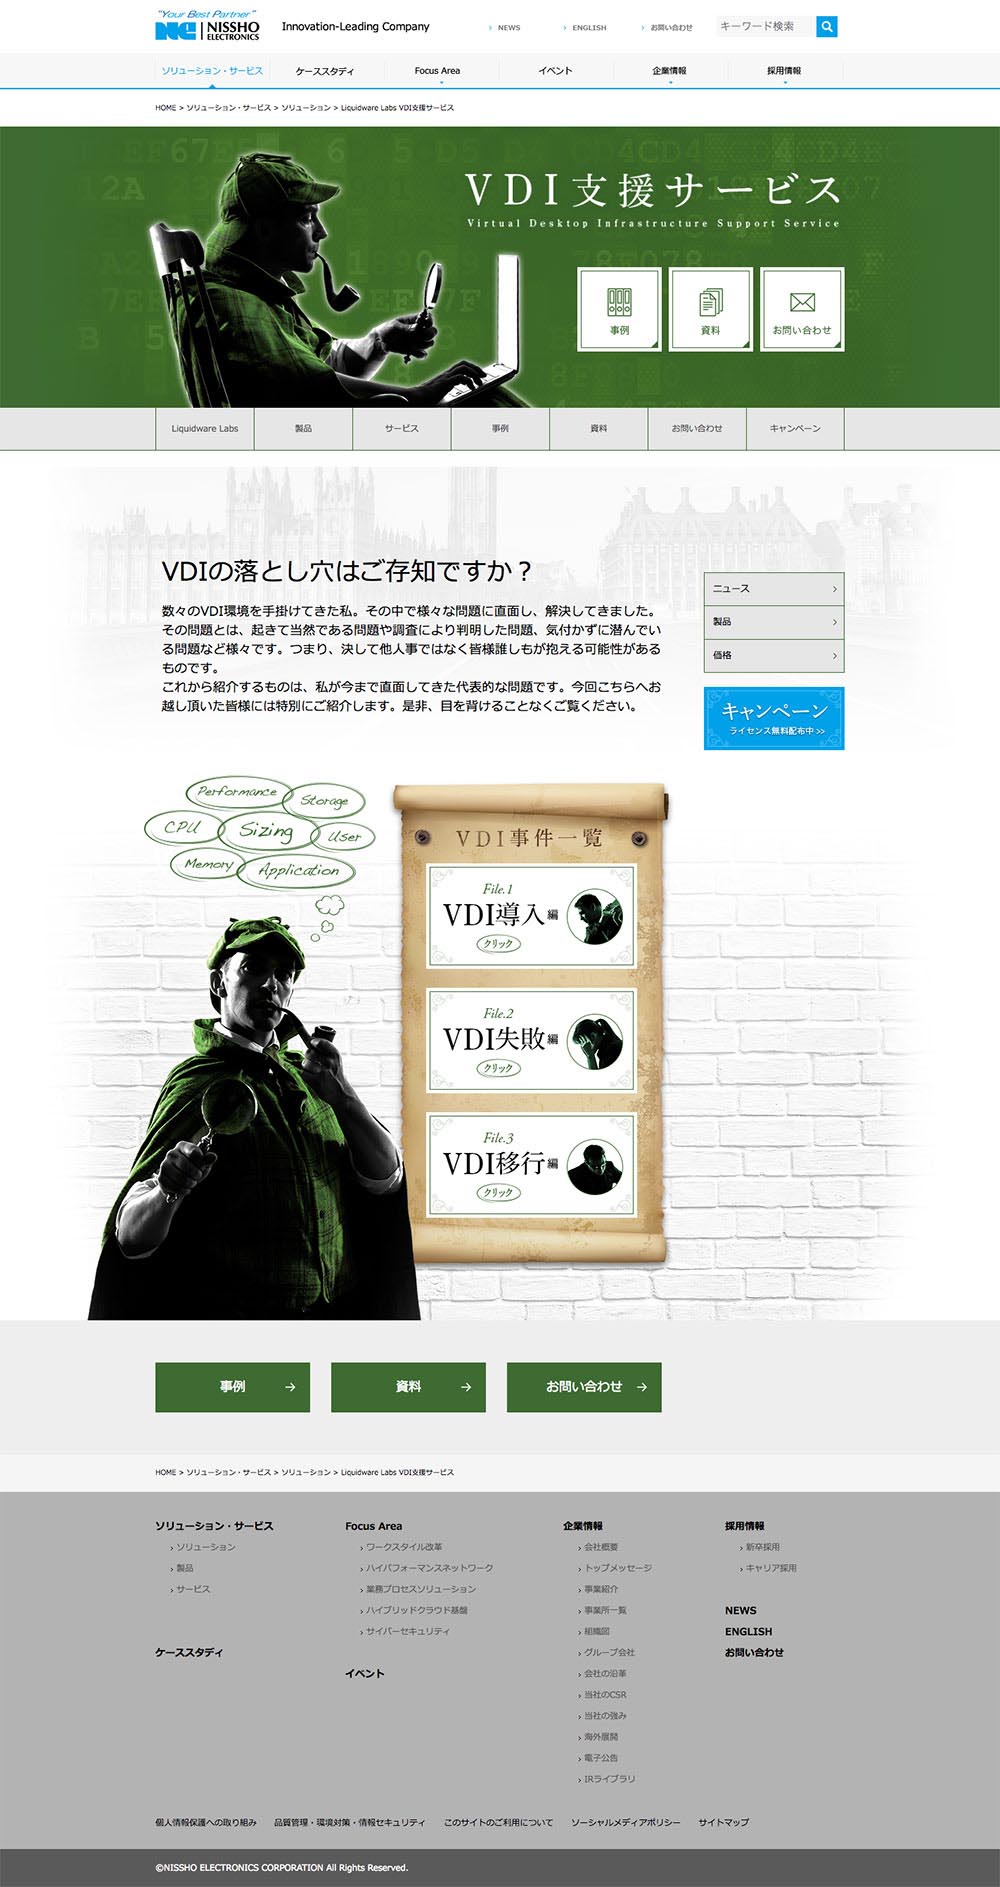 "Your Best Partner"
NISSHO
ELECTRONICS
Innovation-Leading Company
NEWS
ENGLISH
お問い合わせ
キーワード検索
ソリューション・サービス
ケーススタディ
Focus Area
イベント
企業情報
採用情報
HOME > ソリューション・サービス > ソリューション > Liquidware Labs VDI支援サービス
VDI支援サービス
Virtual Desktop Infrastructure Support Service
事例
資料
お問い合わせ
Liquidware Labs
製品
サービス
事例
資料
お問い合わせ
キャンペーン
VDIの落とし穴はご存知ですか？
数々のVDI環境を手掛けてきた私。その中で様々な問題に直面し、解決してきました。
その問題とは、起きて当然である問題や調査により判明した問題、気付かずに潜んでい
る問題など様々です。つまり、決して他人事ではなく皆様誰しもが抱える可能性がある
ものです。
これから紹介するものは、私が今まで直面してきた代表的な問題です。今回こちらへお
越し頂いた皆様には特別にご紹介します。是非、目を背けることなくご覧ください。
ニュース
製品
価格
キャンペーン
ライセンス無料配布中 >>
Performance
Storage
CPU
Sizing
User
Memory
Application
VDI事件一覧
File.1
VDI導入編
クリック
File.2
VDI失敗編
クリック
File.3
VDI移行編
クリック
事例
資料
お問い合わせ
HOME > ソリューション・サービス > ソリューション > Liquidware Labs VDI支援サービス
ソリューション・サービス
ソリューション
製品
サービス
ケーススタディ
Focus Area
ワークスタイル改革
ハイパフォーマンスネットワーク
業務プロセスソリューション
ハイブリッドクラウド基盤
サイバーセキュリティ
イベント
企業情報
会社概要
トップメッセージ
事業紹介
事業所一覧
組織図
グループ会社
会社の沿革
当社のCSR
当社の強み
海外展開
電子公告
IRライブラリ
採用情報
新卒採用
キャリア採用
NEWS
ENGLISH
お問い合わせ
個人情報保護への取り組み
品質管理・環境対策・情報セキュリティ
このサイトのご利用について
ソーシャルメディアポリシー
サイトマップ
©NISSHO ELECTRONICS CORPORATION All Rights Reserved.